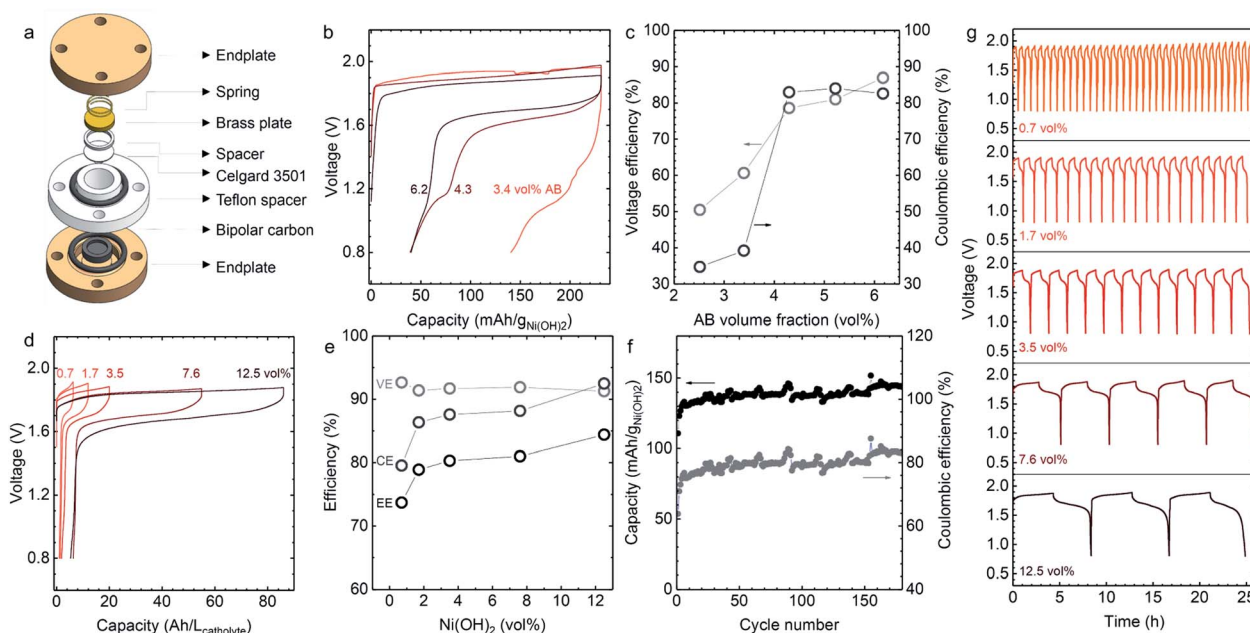 a
Endplate
Spring
Brass plate
Spacer
Celgard 3501
Teflon spacer
Bipolar carbon
Endplate
b
Voltage (V)
2.0
1.6
1.2
0.8
6.2
4.3
3.4 vol% AB
0
50
100
150
200
Capacity (mAh/gNi(OH)2)
c
Voltage efficiency (%)
100
90
80
70
60
50
40
30
100
90
80
70
60
50
40
30
Coulombic efficiency (%)
2
3
4
5
6
AB volume fraction (vol%)
d
Voltage (V)
2.0
1.6
1.2
0.8
0.7
1.7
3.5
7.6
12.5 vol%
0
20
40
60
80
Capacity (Ah/Lcatholyte)
e
Efficiency (%)
100
90
80
70
60
VE
CE
EE
0
2
4
6
8
10
12
Ni(OH)2 (vol%)
f
Capacity (mAh/gNi(OH)2)
150
100
50
0
120
100
80
60
40
Coulombic efficiency (%)
0
50
100
150
Cycle number
g
Voltage (V)
2.0
1.5
1.0
0.5
0.7 vol%
2.0
1.5
1.0
0.5
1.7 vol%
2.0
1.5
1.0
0.5
3.5 vol%
2.0
1.5
1.0
0.5
7.6 vol%
2.0
1.5
1.0
0.5
12.5 vol%
0
5
10
15
20
25
Time (h)